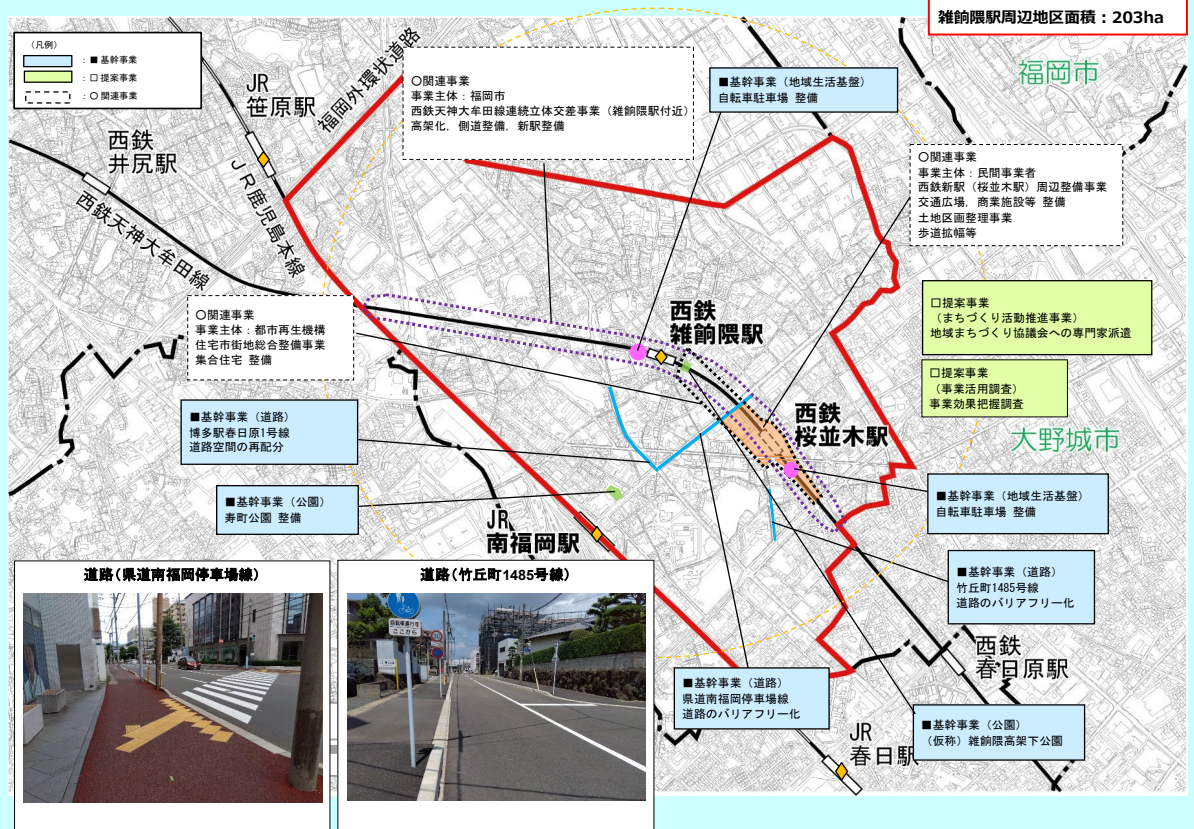 雑餉隈駅周辺地区面積：203ha
（凡例）
：■ 基幹事業
：□ 提案事業
：○ 関連事業
JR
笹原駅
福岡外環状道路
西鉄
井尻駅
西鉄天神大牟田線
JR鹿児島本線
○関連事業
事業主体：福岡市
西鉄天神大牟田線連続立体交差事業（雑餉隈駅付近）
高架化，側道整備，新駅整備
■基幹事業（地域生活基盤）
自転車駐車場 整備
福岡市
○関連事業
事業主体：民間事業者
西鉄新駅（桜並木駅）周辺整備事業
交通広場，商業施設等 整備
土地区画整理事業
歩道拡幅等
□提案事業
（まちづくり活動推進事業）
地域まちづくり協議会への専門家派遣
□提案事業
（事業活用調査）
事業効果把握調査
大野城市
○関連事業
事業主体：都市再生機構
住宅市街地総合整備事業
集合住宅 整備
西鉄
雑餉隈駅
西鉄
桜並木駅
■基幹事業（道路）
博多駅春日原1号線
道路空間の再配分
■基幹事業（公園）
寿町公園 整備
JR
南福岡駅
■基幹事業（地域生活基盤）
自転車駐車場 整備
■基幹事業（道路）
竹丘町1485号線
道路のバリアフリー化
西鉄
春日原駅
■基幹事業（道路）
県道南福岡停車場線
道路のバリアフリー化
■基幹事業（公園）
（仮称）雑餉隈高架下公園
JR
春日駅
道路（県道南福岡停車場線）
道路（竹丘町1485号線）
自転車通行可
ここから